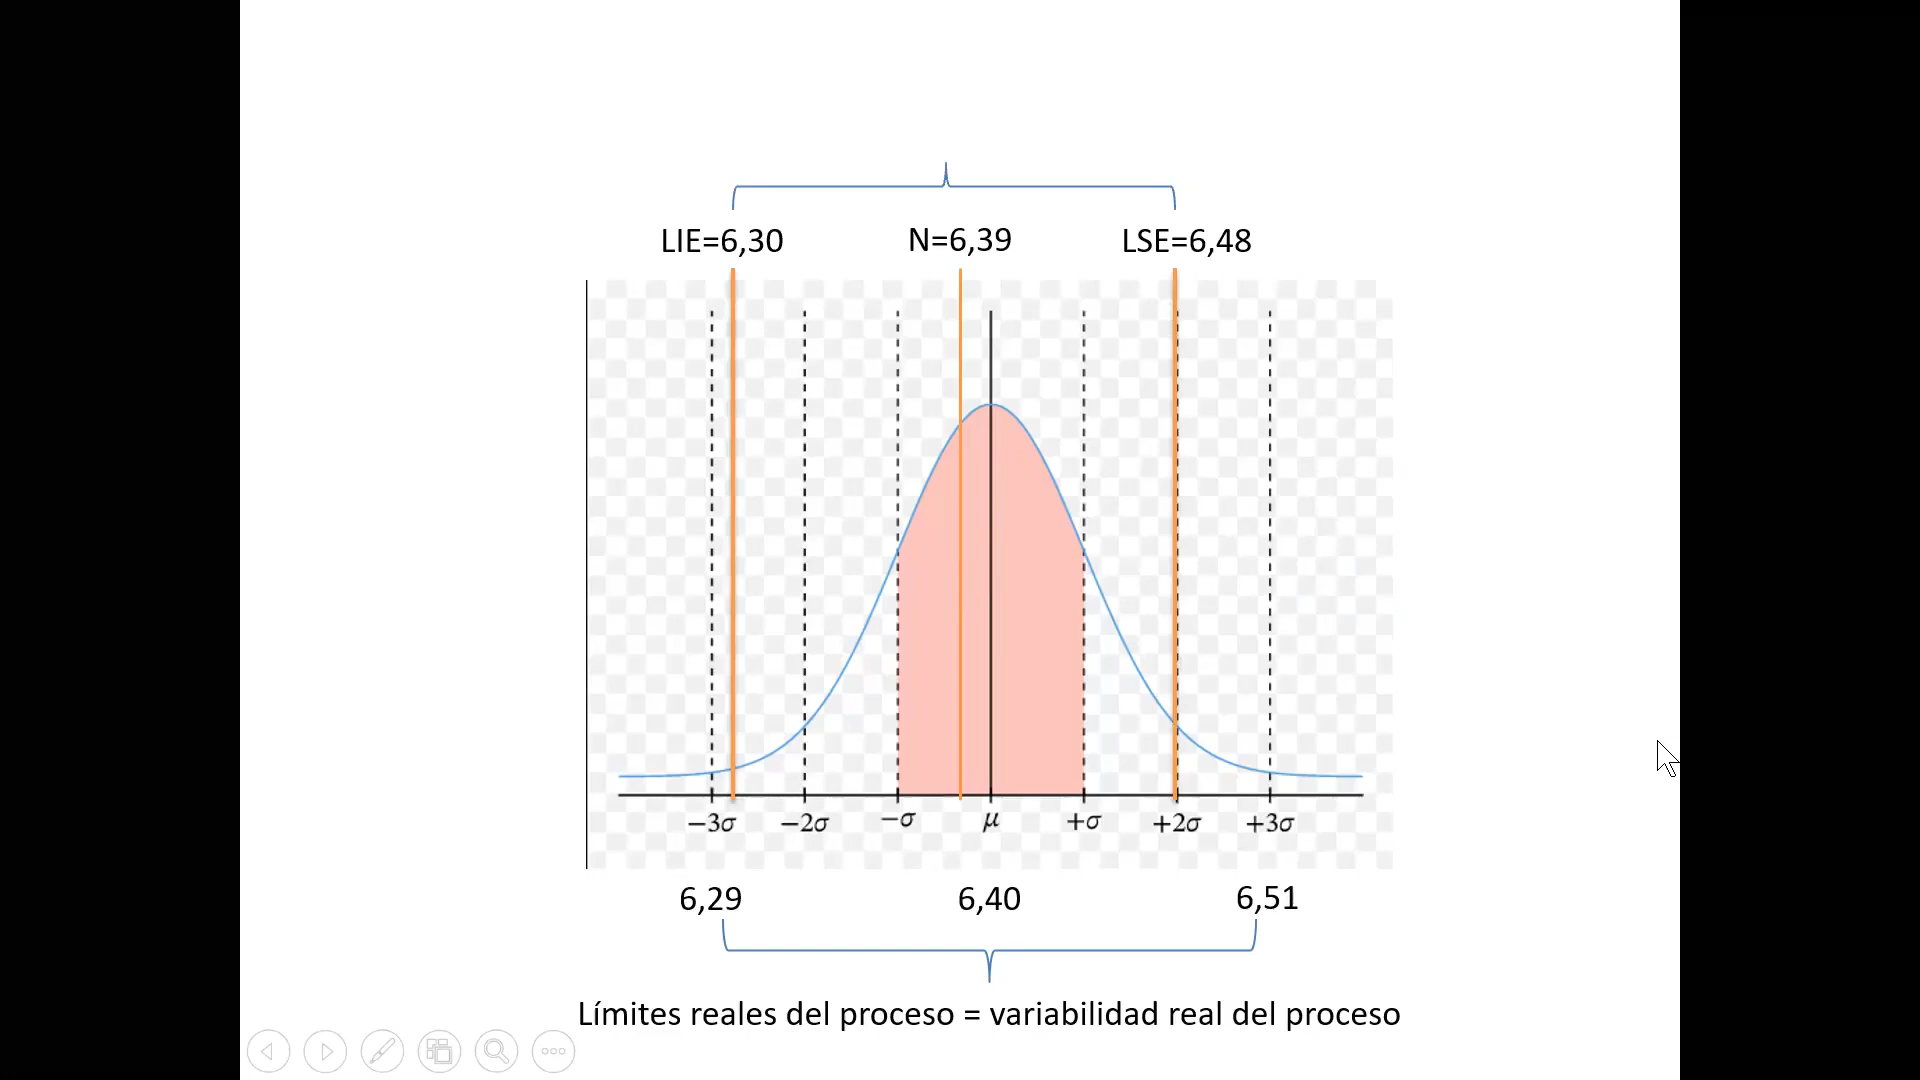 LIE=6,30 N=6,39 LSE=6,48
−3σ −2σ −σ μ +σ +2σ +3σ
6,29 6,40 6,51
Límites reales del proceso = variabilidad real del proceso